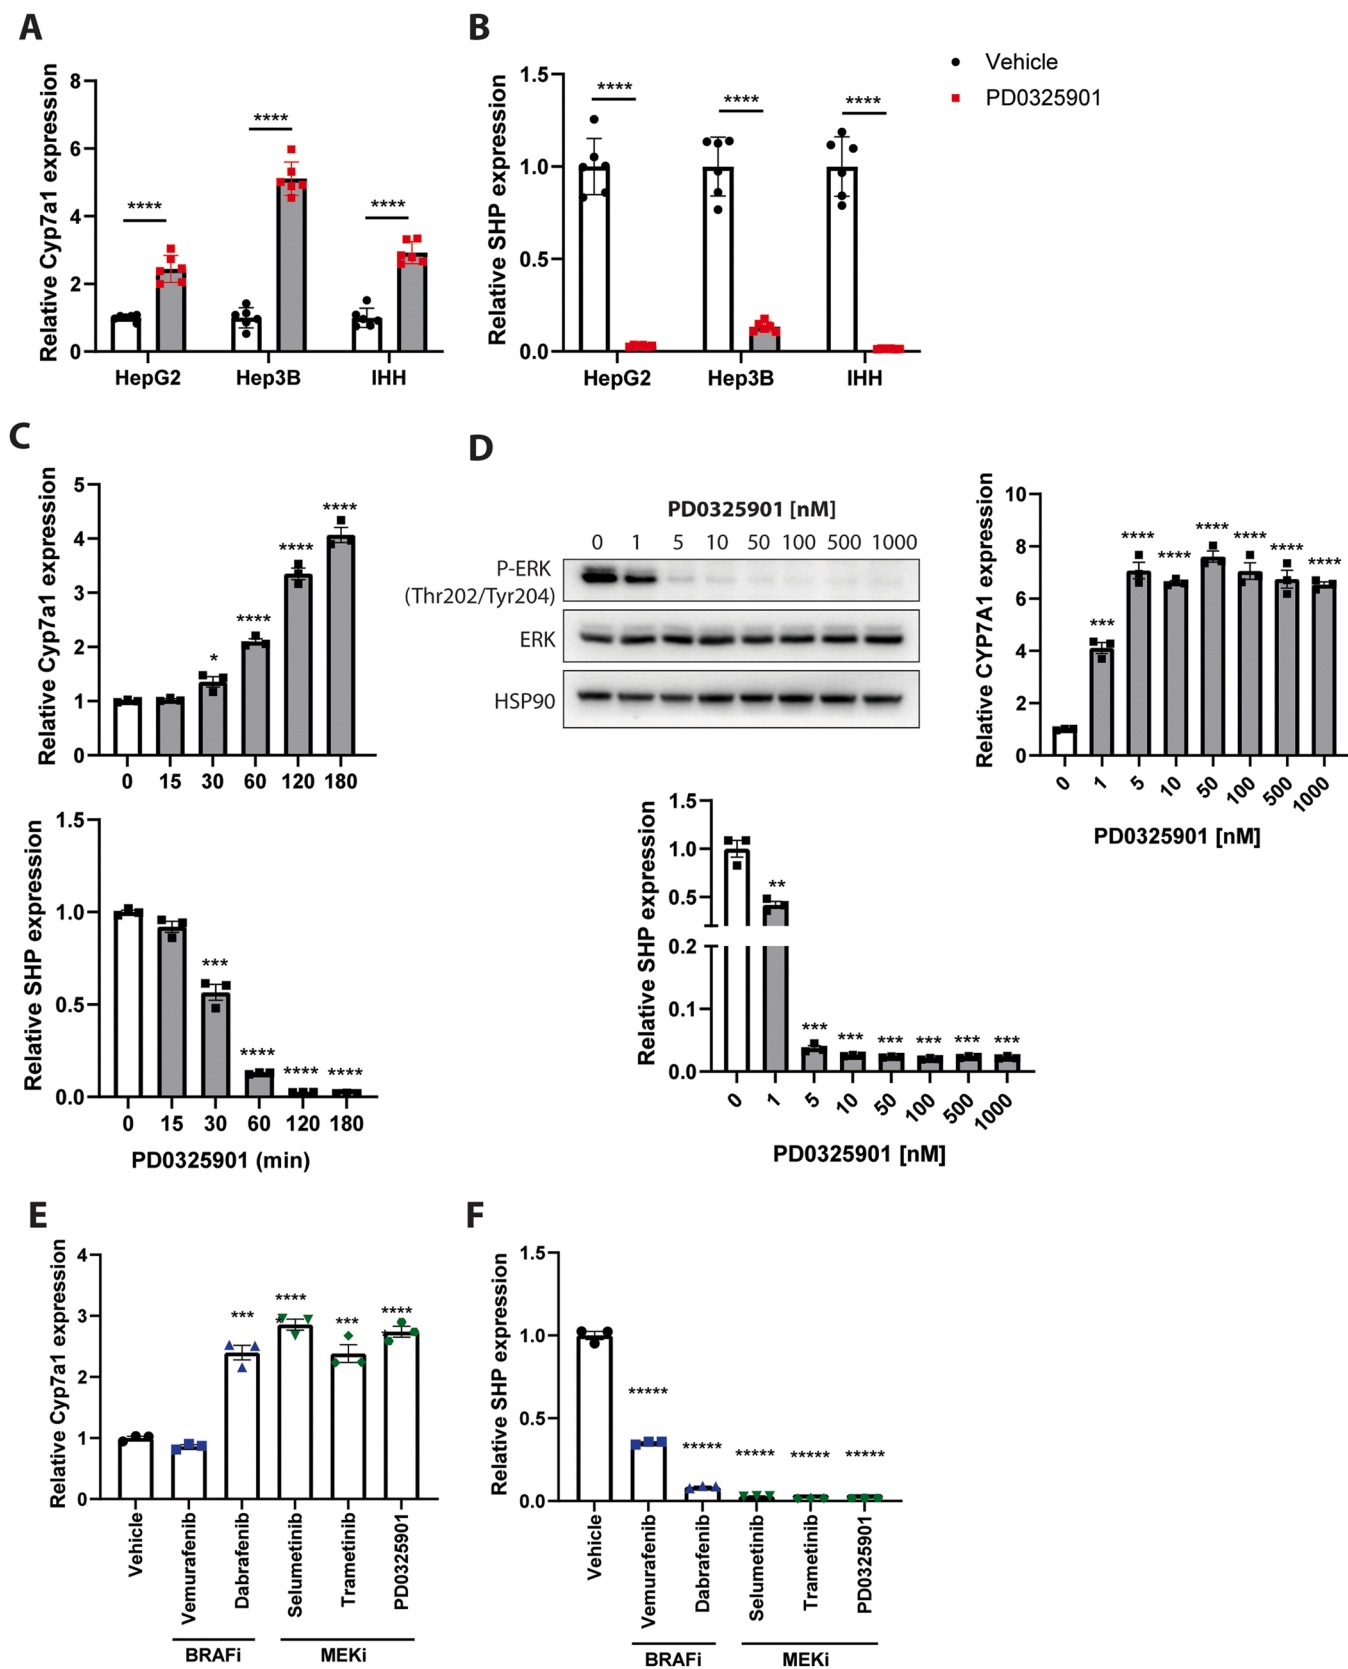 A
Relative Cyp7a1 expression
8
6
4
2
0
****
****
****
HepG2
Hep3B
IHH
B
Relative SHP expression
1.5
1.0
0.5
0.0
****
****
****
HepG2
Hep3B
IHH
Vehicle
PD0325901
C
Relative Cyp7a1 expression
5
4
3
2
1
0
*
****
****
****
0 15 30 60 120 180
Relative SHP expression
1.5
1.0
0.5
0.0
***
****
****
****
0 15 30 60 120 180
PD0325901 (min)
D
PD0325901 [nM]
0 1 5 10 50 100 500 1000
P-ERK
(Thr202/Tyr204)
ERK
HSP90
Relative CYP7A1 expression
10
8
6
4
2
0
***
****
****
****
****
****
****
0 1 5 10 50 100 500 1000
PD0325901 [nM]
Relative SHP expression
1.5
1.0
0.5
0.2
0.1
0.0
**
***
***
***
***
***
***
0 1 5 10 50 100 500 1000
PD0325901 [nM]
E
Relative Cyp7a1 expression
4
3
2
1
0
***
****
*
***
****
*
Vehicle
Vemurafenib
Dabrafenib
Selumetinib
Trametinib
PD0325901
BRAFi
MEKi
F
Relative SHP expression
1.5
1.0
0.5
0.0
*****
*****
*****
*****
*****
Vehicle
Vemurafenib
Dabrafenib
Selumetinib
Trametinib
PD0325901
BRAFi
MEKi